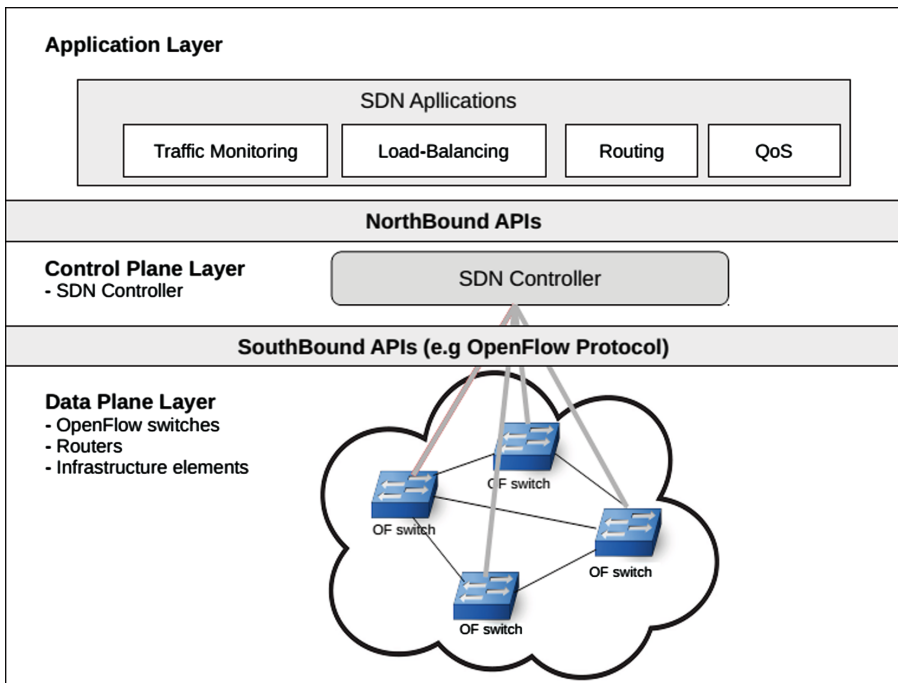 Application Layer
SDN Apllications
Traffic Monitoring
Load-Balancing
Routing
QoS
NorthBound APIs
Control Plane Layer
- SDN Controller
SDN Controller
SouthBound APIs (e.g OpenFlow Protocol)
Data Plane Layer
- OpenFlow switches
- Routers
- Infrastructure elements
OF switch
OF switch
OF switch
OF switch